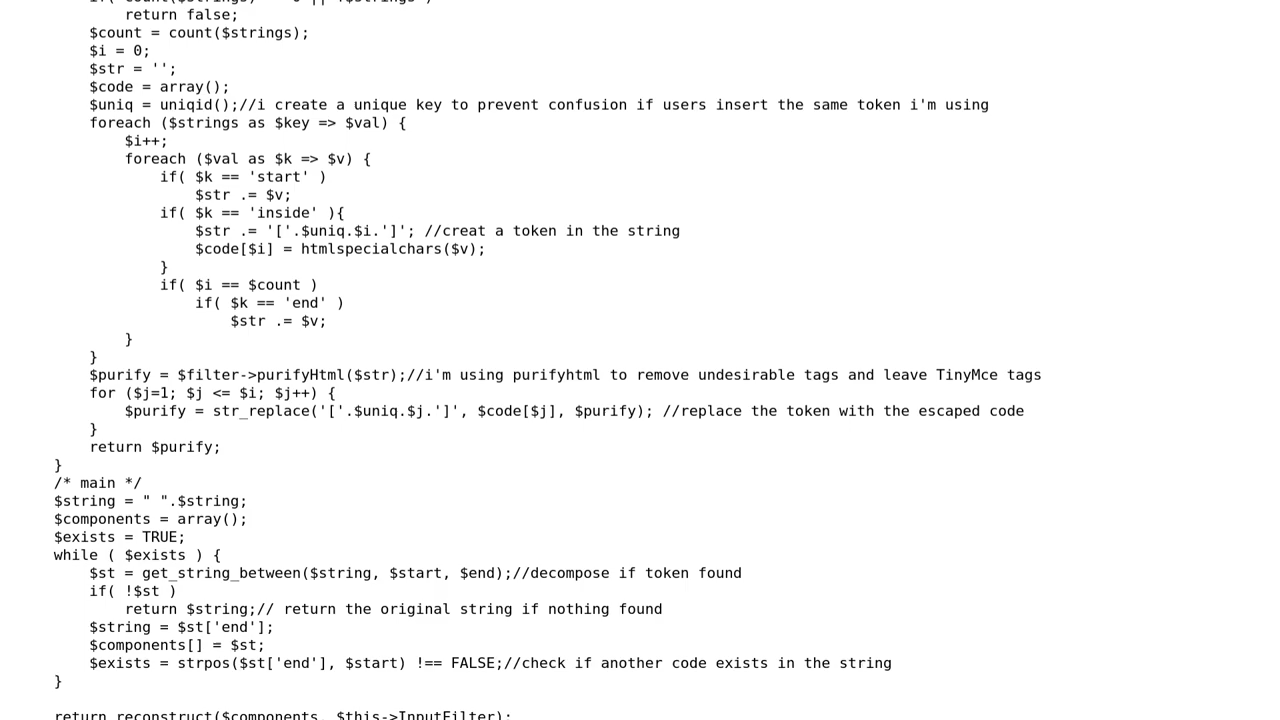 return false;
$count = count($strings);
$i = 0;
$str = '';
$code = array();
$uniq = uniqid();//i create a unique key to prevent confusion if users insert the same token i'm using
foreach ($strings as $key => $val) {
$i++;
foreach ($val as $k => $v) {
if( $k == 'start' )
$str .= $v;
if( $k == 'inside' ){
$str .= '['.$uniq.$i.']'; //creat a token in the string
$code[$i] = htmlspecialchars($v);
}
if( $i == $count )
if( $k == 'end' )
$str .= $v;
}
}
$purify = $filter->purifyHtml($str);//i'm using purifyhtml to remove undesirable tags and leave TinyMce tags
for ($j=1; $j <= $i; $j++) {
$purify = str_replace('['.$uniq.$j.']', $code[$j], $purify); //replace the token with the escaped code
}
return $purify;
}
/* main */
$string = " ".$string;
$components = array();
$exists = TRUE;
while ( $exists ) {
$st = get_string_between($string, $start, $end);//decompose if token found
if( !$st )
return $string;// return the original string if nothing found
$string = $st['end'];
$components[] = $st;
$exists = strpos($st['end'], $start) !== FALSE;//check if another code exists in the string
}
return reconstruct($components, $this->InputFilter);